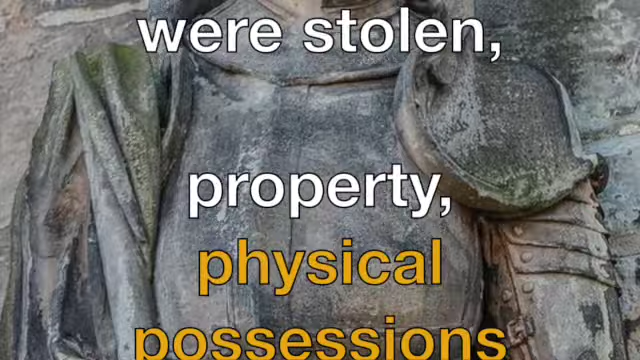 were stolen,
property,
physical
possessions